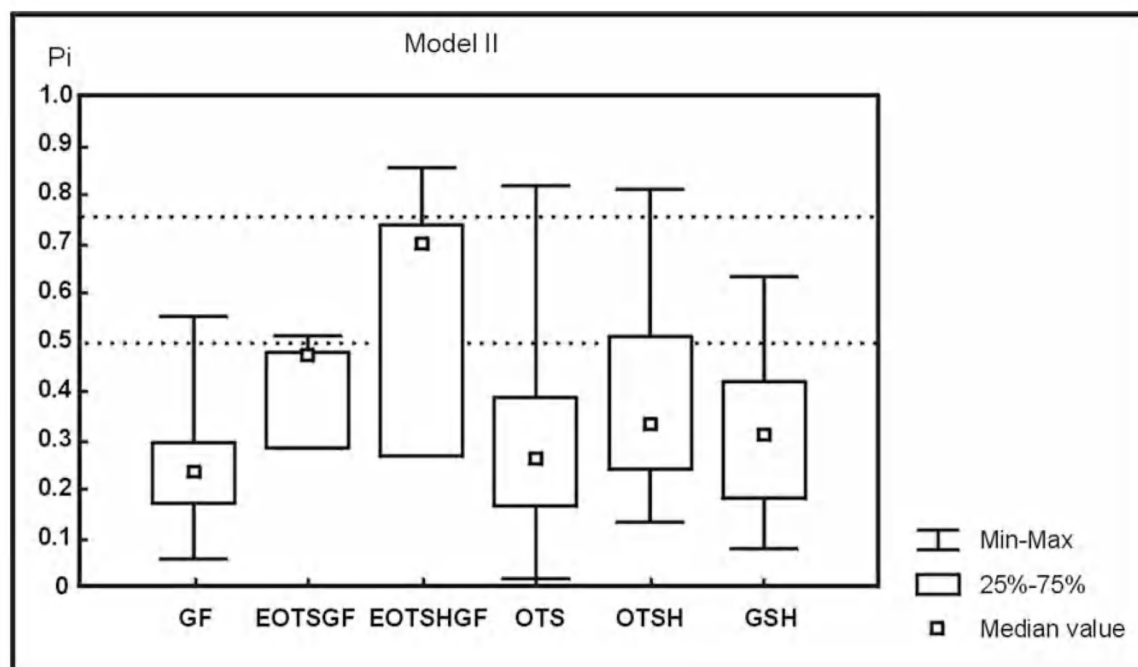 Model II
Pi
1.0
0.9
0.8
0.7
0.6
0.5
0.4
0.3
0.2
0.1
0
GF EOTSGF EOTSHGF OTS OTSH GSH
Min-Max
25%-75%
Median value